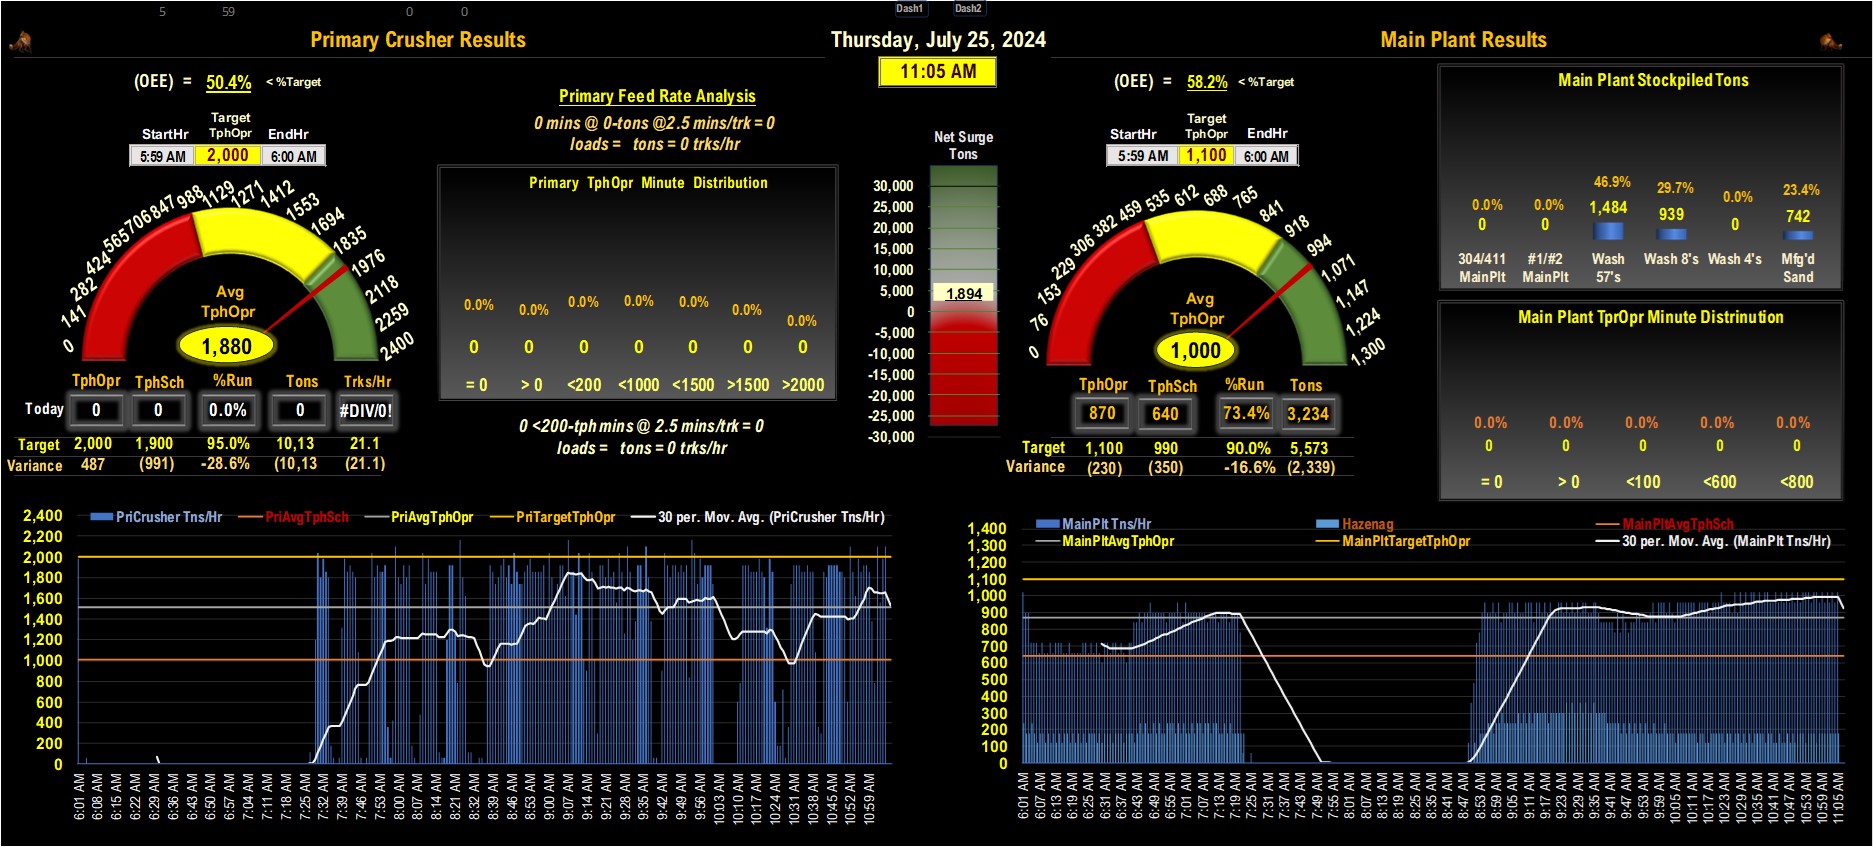 5 59 0 0 Dash1 Dash2
Primary Crusher Results
Thursday, July 25, 2024
Main Plant Results
11:05 AM
(OEE) = 50.4% < %Target
Target
StartHr TphOpr EndHr
5:59 AM 2,000 6:00 AM
0 141 282 424 565 706 847 988 1129 1271 1412 1553 1694 1835 1976 2118 2259 2400
Avg
TphOpr
1,880
TphOpr TphSch %Run Tons Trks/Hr
Today 0 0 0.0% 0 #DIV/0!
Target 2,000 1,900 95.0% 10,13 21.1
Variance 487 (991) -28.6% (10,13 (21.1)
Primary Feed Rate Analysis
0 mins @ 0-tons @2.5 mins/trk = 0
loads = tons = 0 trks/hr
Primary TphOpr Minute Distribution
0.0% 0.0% 0.0% 0.0% 0.0% 0.0% 0.0%
0 0 0 0 0 0 0
= 0 > 0 <200 <1000 <1500 >1500 >2000
0 <200-tph mins @ 2.5 mins/trk = 0
loads = tons = 0 trks/hr
Net Surge
Tons
30,000
25,000
20,000
15,000
10,000
5,000
1,894
0
-5,000
-10,000
-15,000
-20,000
-25,000
-30,000
(OEE) = 58.2% < %Target
Target
StartHr TphOpr EndHr
5:59 AM 1,100 6:00 AM
0 76 153 229 306 382 459 535 612 688 765 841 918 994 1,071 1,147 1,224 1,300
Avg
TphOpr
1,000
TphOpr TphSch %Run Tons
870 640 73.4% 3,234
Target 1,100 990 90.0% 5,573
Variance (230) (350) -16.6% (2,339)
Main Plant Stockpiled Tons
0.0% 0.0% 46.9% 29.7% 0.0% 23.4%
0 0 1,484 939 0 742
304/411 #1/#2 Wash Wash 8's Wash 4's Mfg'd
MainPlt MainPlt 57's Sand
Main Plant TprOpr Minute Distrinution
0.0% 0.0% 0.0% 0.0% 0.0%
0 0 0 0 0
= 0 > 0 <100 <600 <800
PriCrusher Tns/Hr PriAvgTphSch PriAvgTphOpr PriTargetTphOpr 30 per. Mov. Avg. (PriCrusher Tns/Hr)
2,400
2,200
2,000
1,800
1,600
1,400
1,200
1,000
800
600
400
200
0
6:01 AM 6:08 AM 6:15 AM 6:22 AM 6:29 AM 6:36 AM 6:43 AM 6:50 AM 6:57 AM 7:04 AM 7:11 AM 7:18 AM 7:25 AM 7:32 AM 7:39 AM 7:46 AM 7:53 AM 8:00 AM 8:07 AM 8:14 AM 8:21 AM 8:32 AM 8:39 AM 8:46 AM 8:53 AM 9:00 AM 9:07 AM 9:14 AM 9:21 AM 9:28 AM 9:35 AM 9:42 AM 9:49 AM 9:56 AM 10:03 AM 10:10 AM 10:17 AM 10:24 AM 10:31 AM 10:38 AM 10:45 AM 10:52 AM 10:59 AM
MainPlt Tns/Hr Hazenag MainPltAvgTphSch
MainPltAvgTphOpr MainPltTargetTphOpr 30 per. Mov. Avg. (MainPlt Tns/Hr)
1,400
1,300
1,200
1,100
1,000
900
800
700
600
500
400
300
200
100
0
6:01 AM 6:07 AM 6:13 AM 6:19 AM 6:25 AM 6:31 AM 6:37 AM 6:43 AM 6:49 AM 6:55 AM 7:01 AM 7:07 AM 7:13 AM 7:19 AM 7:25 AM 7:31 AM 7:37 AM 7:43 AM 7:49 AM 7:55 AM 8:01 AM 8:07 AM 8:13 AM 8:19 AM 8:25 AM 8:35 AM 8:41 AM 8:47 AM 8:53 AM 8:59 AM 9:05 AM 9:11 AM 9:17 AM 9:23 AM 9:29 AM 9:35 AM 9:41 AM 9:47 AM 9:53 AM 9:59 AM 10:05 AM 10:11 AM 10:17 AM 10:23 AM 10:29 AM 10:35 AM 10:41 AM 10:47 AM 10:53 AM 10:59 AM 11:05 AM